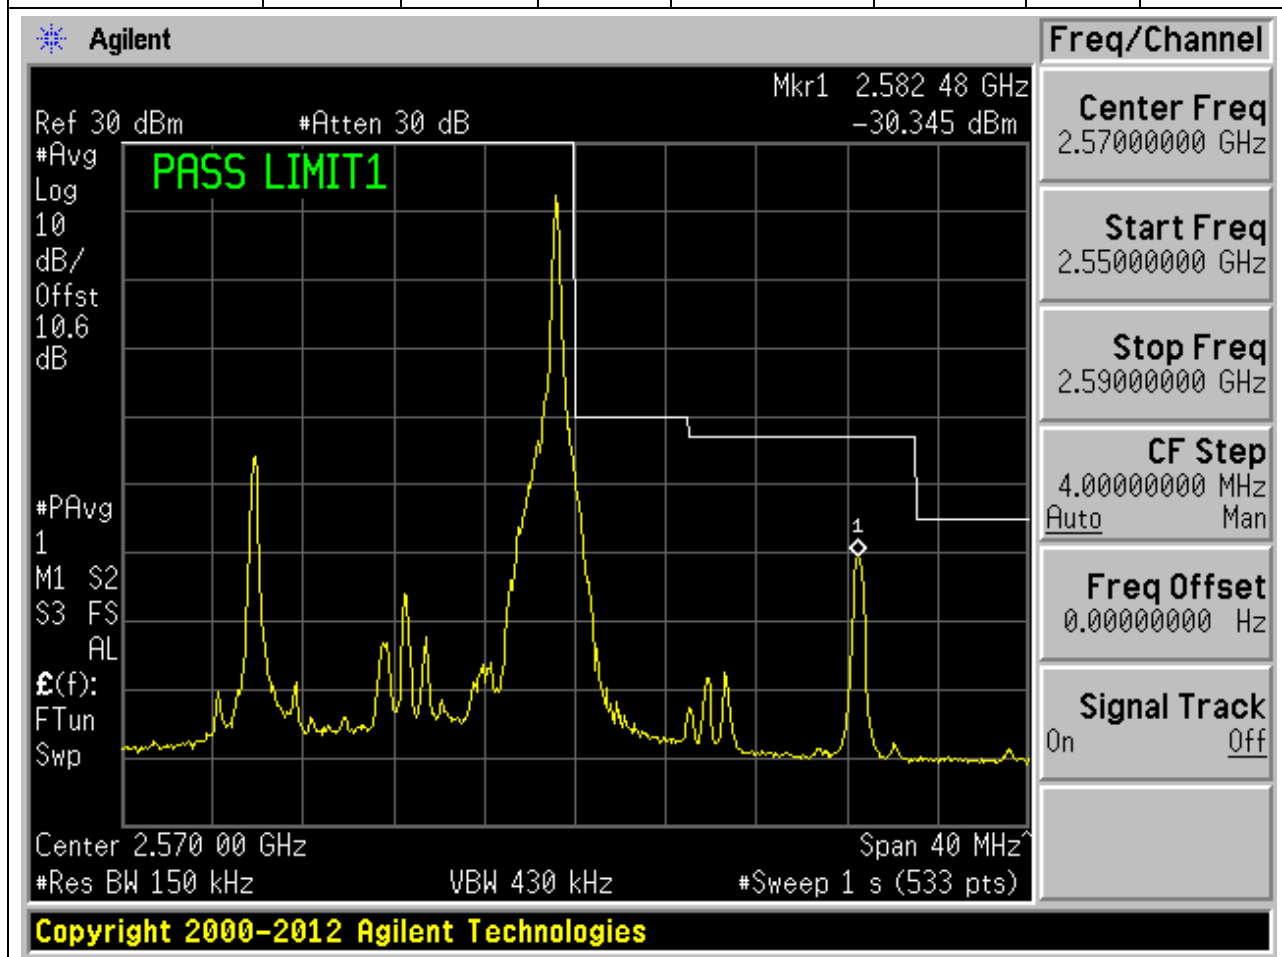 Agilent
Freq/Channel
Mkr1 2.582 48 GHz
Ref 30 dBm #Atten 30 dB -30.345 dBm
#Avg
Log
10
dB/
Offst
10.6
dB
PASS LIMIT1
#PAvg
1
M1 S2
S3 FS
AL
£(f):
FTun
Swp
1
Center 2.570 00 GHz Span 40 MHz^
#Res BW 150 kHz VBW 430 kHz #Sweep 1 s (533 pts)
Copyright 2000-2012 Agilent Technologies
Center Freq
2.57000000 GHz
Start Freq
2.55000000 GHz
Stop Freq
2.59000000 GHz
CF Step
4.00000000 MHz
Auto Man
Freq Offset
0.00000000 Hz
Signal Track
On Off